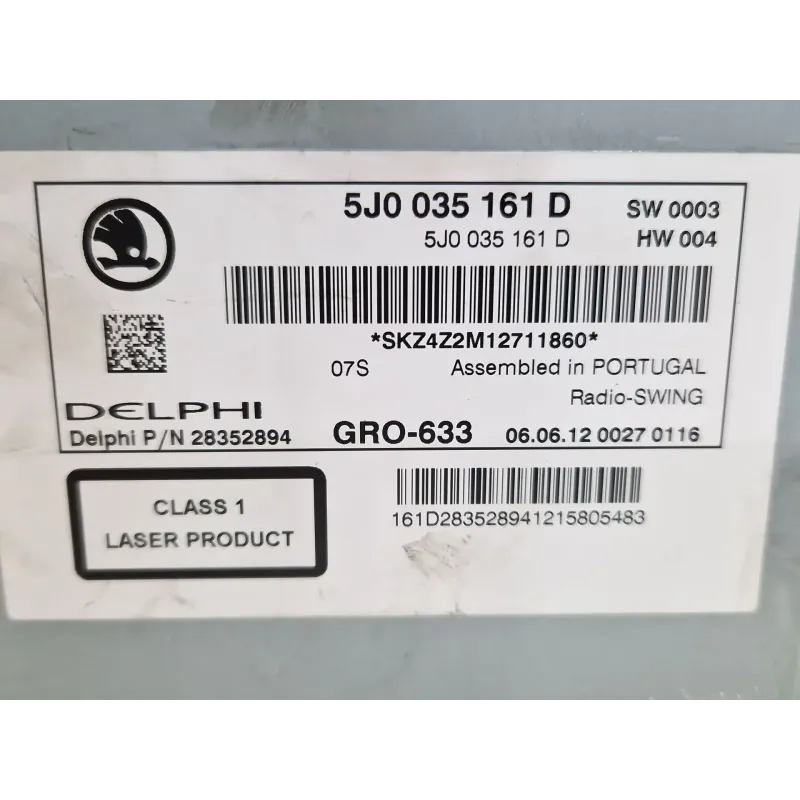 5J0 035 161 D SW 0003
5J0 035 161 D HW 004
*SKZ4Z2M12711860*
07S Assembled in PORTUGAL
Radio-SWING
DELPHI
Delphi P/N 28352894 GRO-633 06.06.12 0027 0116
CLASS 1
LASER PRODUCT
161D283528941215805483